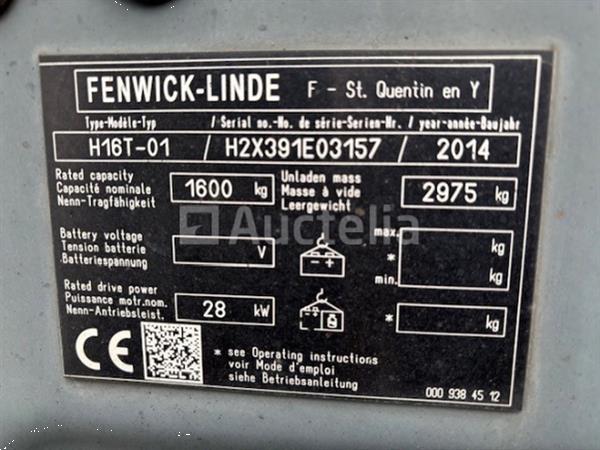 FENWICK-LINDE F - St. Quentin en Y
Type-Modèle-Typ / Serial no.-No. de série-Serien-Nr. / year-année-Baujahr
H16T-01 / H2X391E03157 / 2014
Rated capacity
Capacité nominale
Nenn-Tragfähigkeit
1600 kg
Unladen mass
Masse à vide
Leergewicht
2975 kg
Auctelia
Battery voltage
Tension batterie
Batteriespannung
V
max. kg
*
min. kg
Rated drive power
Puissance motr.nom.
Nenn-Antriebsleist.
28 kW
* kg
CE
* see Operating instructions
voir Mode d'emploi
siehe Betriebsanleitung
000 938 45 12